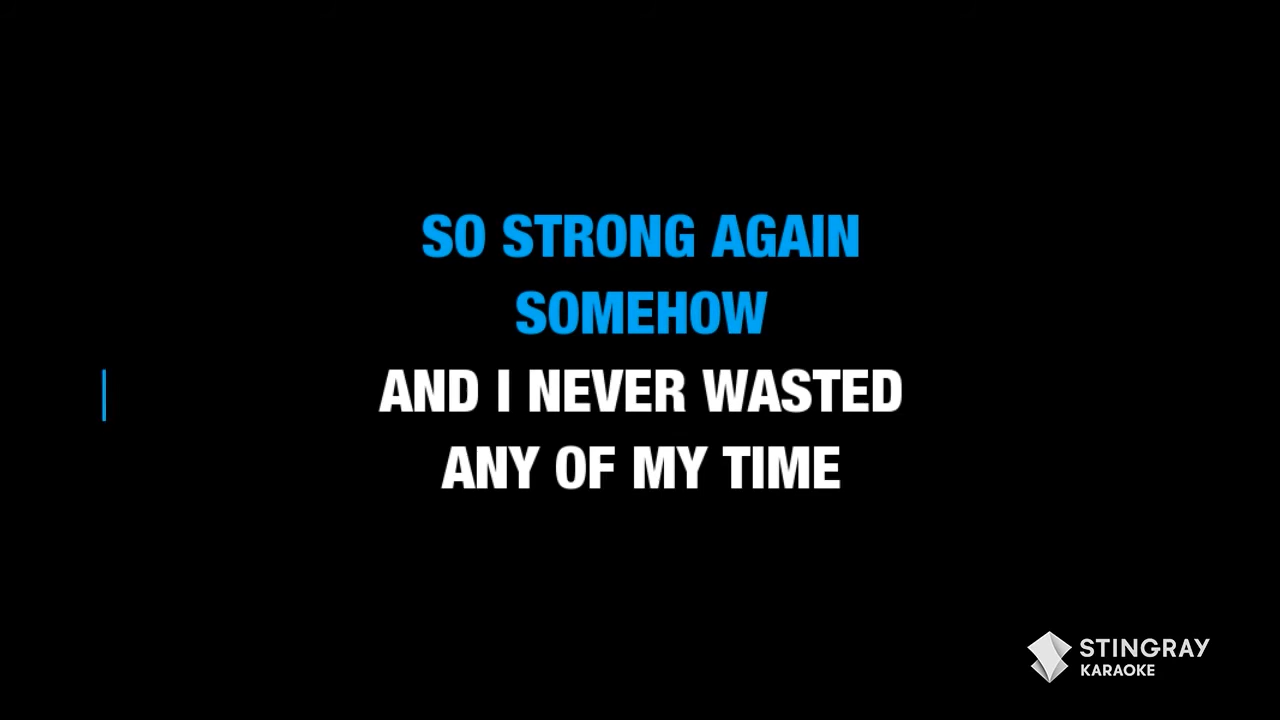 SO STRONG AGAIN
SOMEHOW
AND I NEVER WASTED
ANY OF MY TIME
STINGRAY
KARAOKE